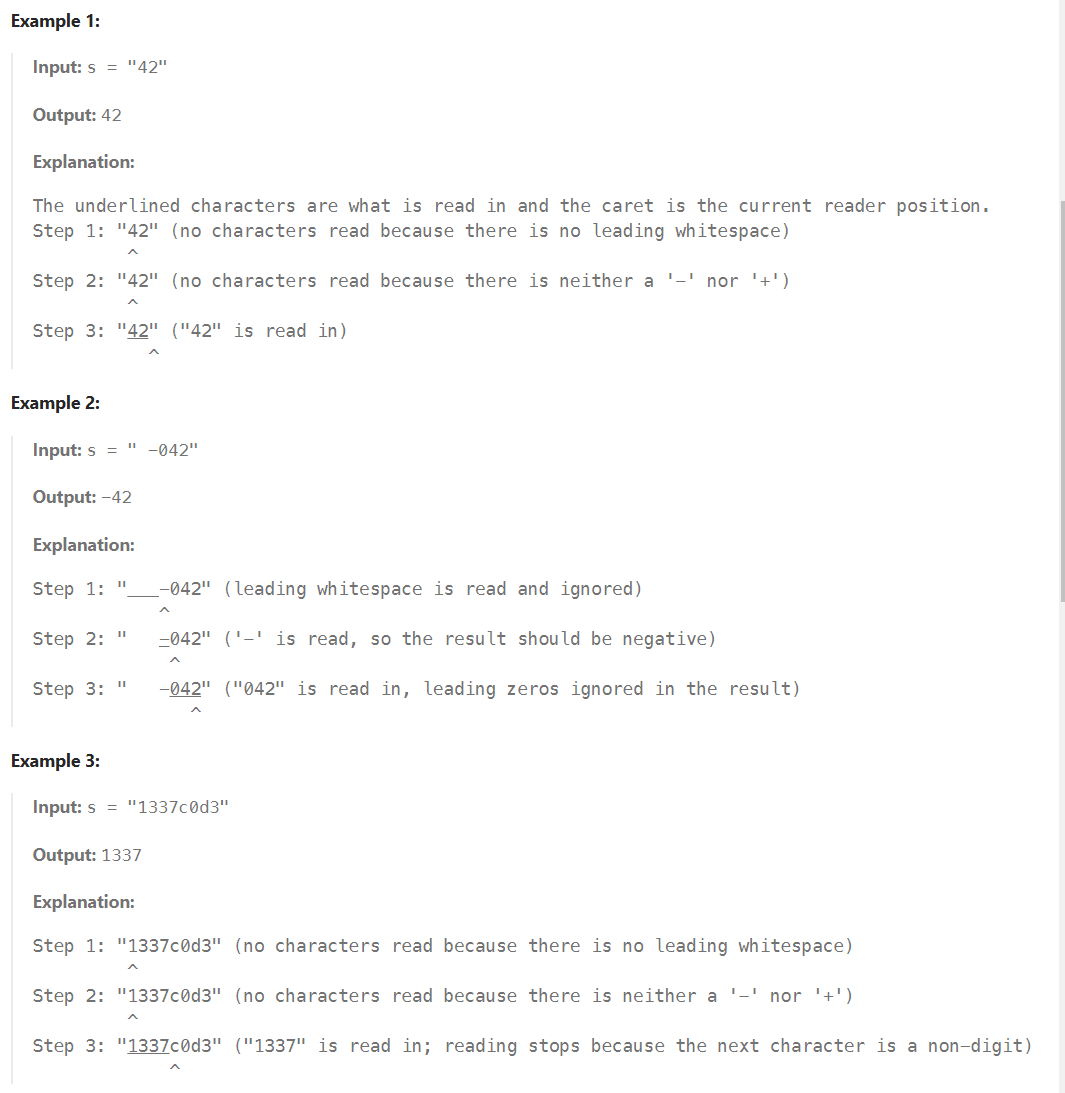 Example 1:
Input: s = "42"
Output: 42
Explanation:
The underlined characters are what is read in and the caret is the current reader position.
Step 1: "42" (no characters read because there is no leading whitespace)
         ^
Step 2: "42" (no characters read because there is neither a '-' nor '+')
         ^
Step 3: "42" ("42" is read in)
           ^
Example 2:
Input: s = " -042"
Output: -42
Explanation:
Step 1: "___-042" (leading whitespace is read and ignored)
            ^
Step 2: "   -042" ('-' is read, so the result should be negative)
             ^
Step 3: "   -042" ("042" is read in, leading zeros ignored in the result)
               ^
Example 3:
Input: s = "1337c0d3"
Output: 1337
Explanation:
Step 1: "1337c0d3" (no characters read because there is no leading whitespace)
         ^
Step 2: "1337c0d3" (no characters read because there is neither a '-' nor '+')
         ^
Step 3: "1337c0d3" ("1337" is read in; reading stops because the next character is a non-digit)
             ^